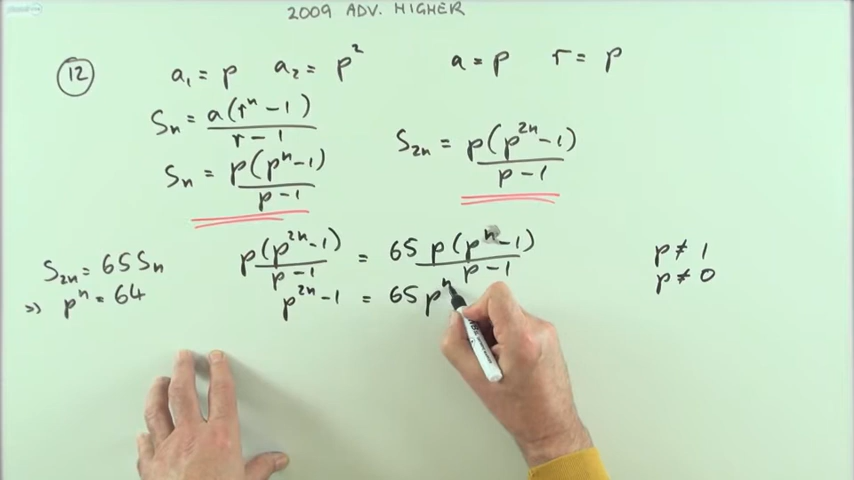 2009 ADV. HIGHER
12
a₁ = p a₂ = p² a = p r = p
Sₙ = a(rⁿ - 1) / r - 1
Sₙ = p(pⁿ - 1) / p - 1
S₂ₙ = p(p²ⁿ - 1) / p - 1
S₂ₙ = 65Sₙ
⇒ pⁿ = 64
p(p²ⁿ - 1) / p - 1 = 65 p(pⁿ - 1) / p - 1
p²ⁿ - 1 = 65pⁿ
p ≠ 1
p ≠ 0